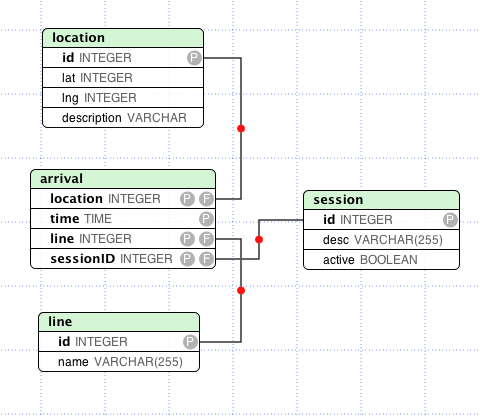 location
id INTEGER P
lat INTEGER
lng INTEGER
description VARCHAR
arrival
location INTEGER P F
time TIME P
line INTEGER P F
sessionID INTEGER P F
session
id INTEGER P
desc VARCHAR(255)
active BOOLEAN
line
id INTEGER P
name VARCHAR(255)